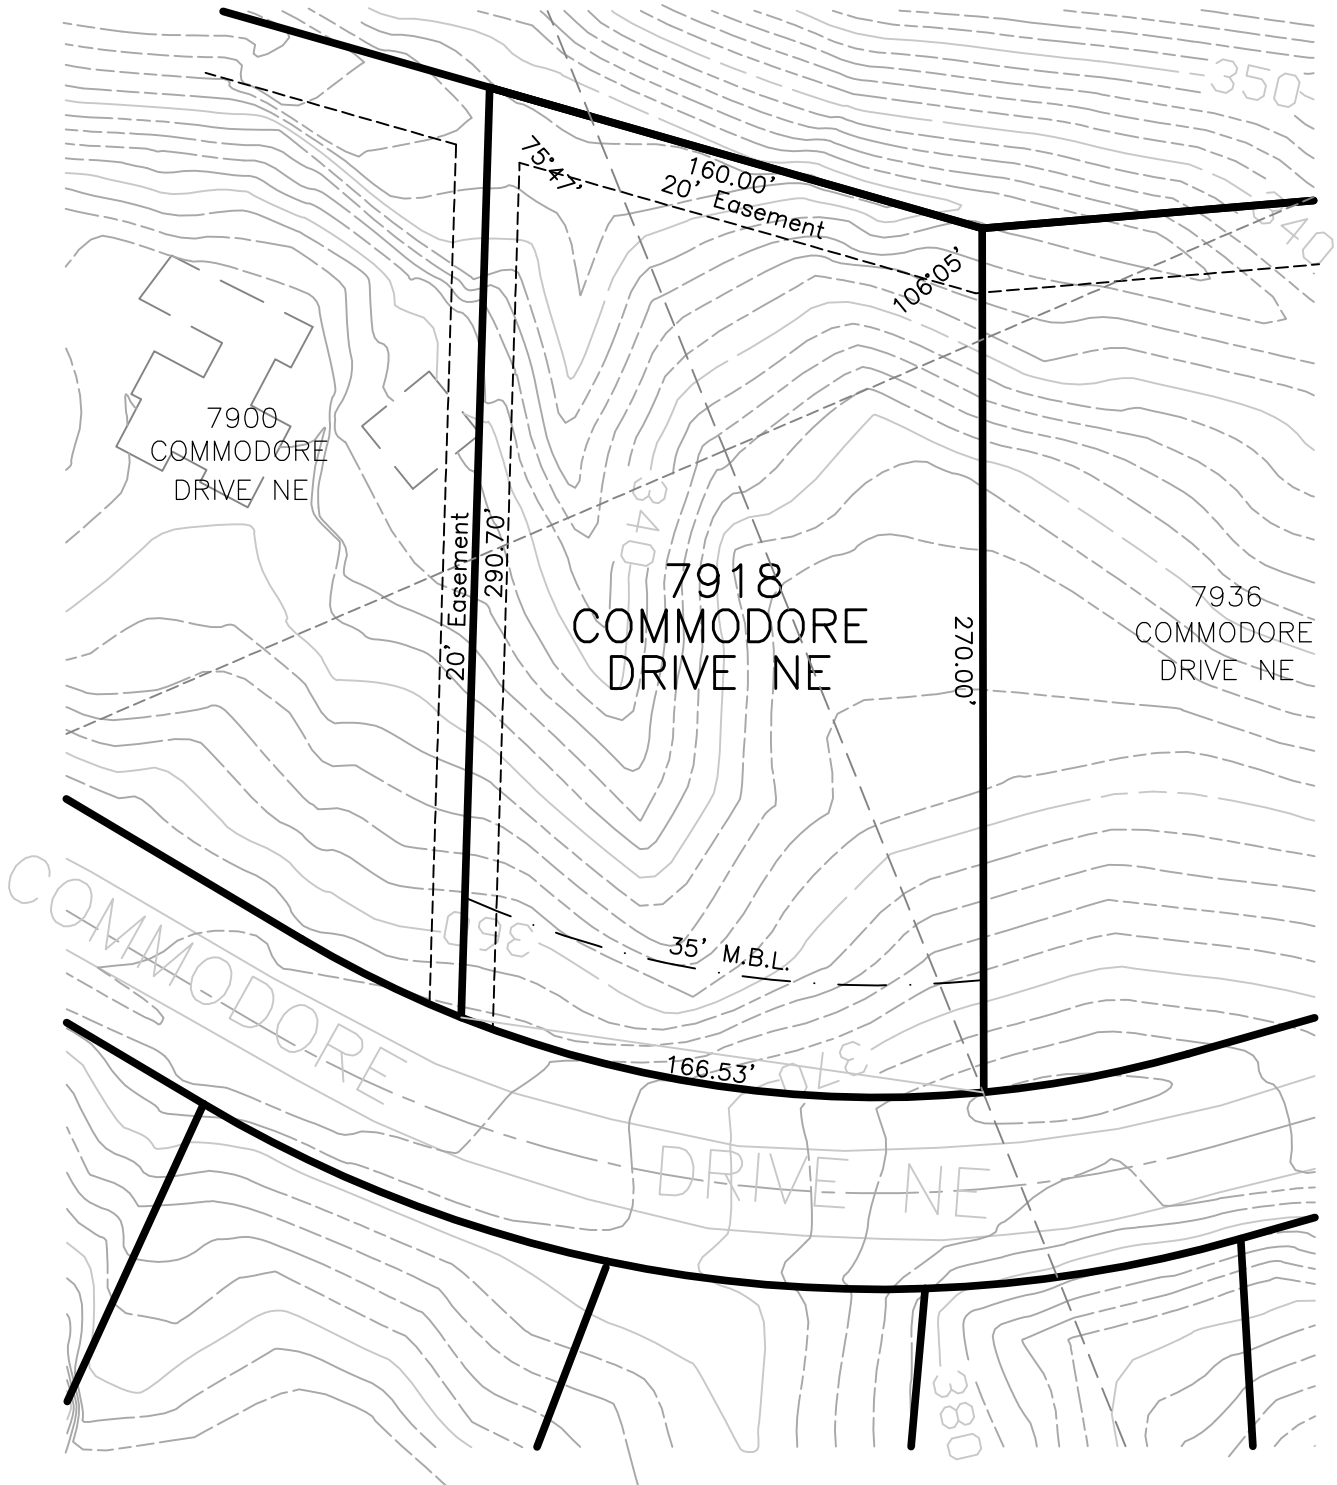 350
75°47'
160.00'
20' Easement
340
106°05'
7900
COMMODORE
DRIVE NE
340
20' Easement
290.70'
7918
COMMODORE
DRIVE NE
270.00'
7936
COMMODORE
DRIVE NE
360
35' M.B.L.
COMMODORE
166.53'
370
DRIVE NE
380